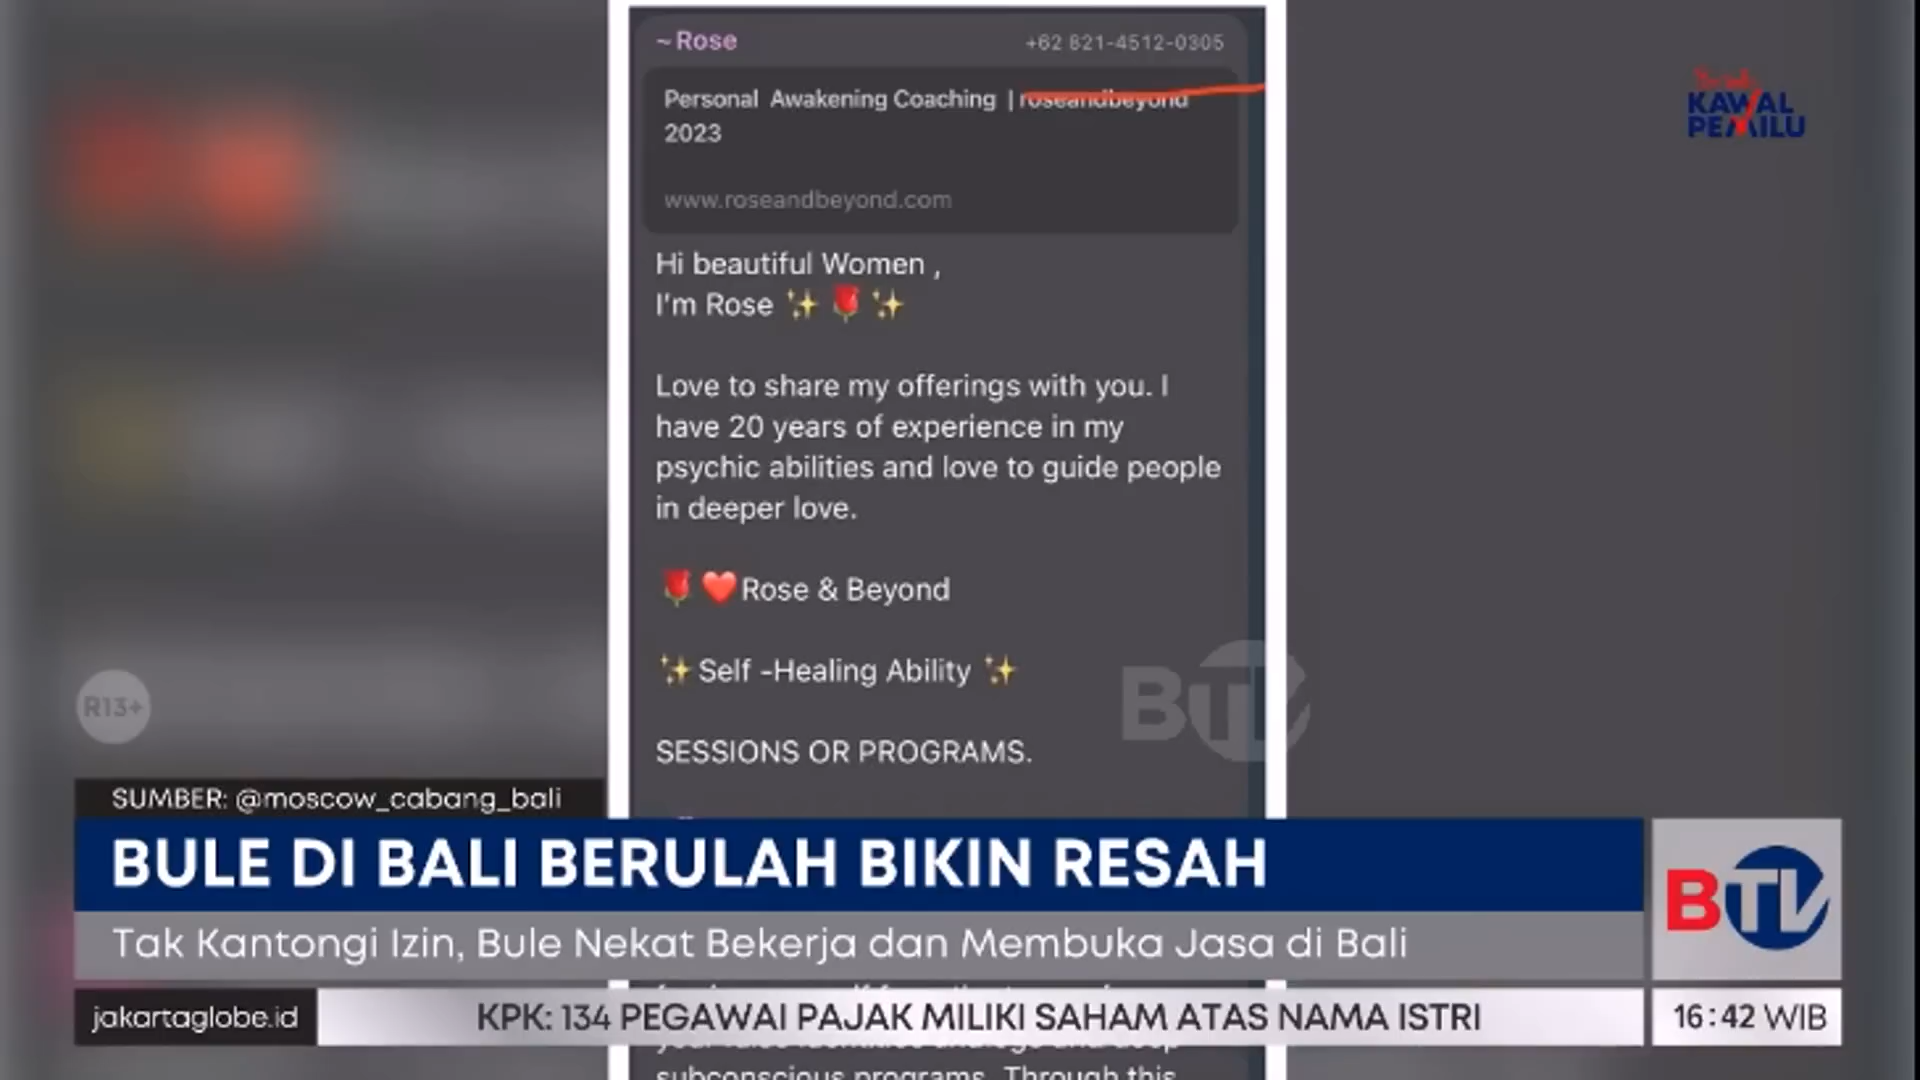 ~Rose +62 821-4512-0305
Personal Awakening Coaching | roseandbeyond
2023
www.roseandbeyond.com
Hi beautiful Women ,
I'm Rose ✨🌹✨
Love to share my offerings with you. I
have 20 years of experience in my
psychic abilities and love to guide people
in deeper love.
🌹❤️Rose & Beyond
✨Self -Healing Ability ✨
SESSIONS OR PROGRAMS.
KAWAL
PEMILU
R13+
BTV
SUMBER: @moscow_cabang_bali
BULE DI BALI BERULAH BIKIN RESAH
Tak Kantongi Izin, Bule Nekat Bekerja dan Membuka Jasa di Bali
BTV
jakartaglobe.id KPK: 134 PEGAWAI PAJAK MILIKI SAHAM ATAS NAMA ISTRI 16:42 WIB
subconscious programs. Through this